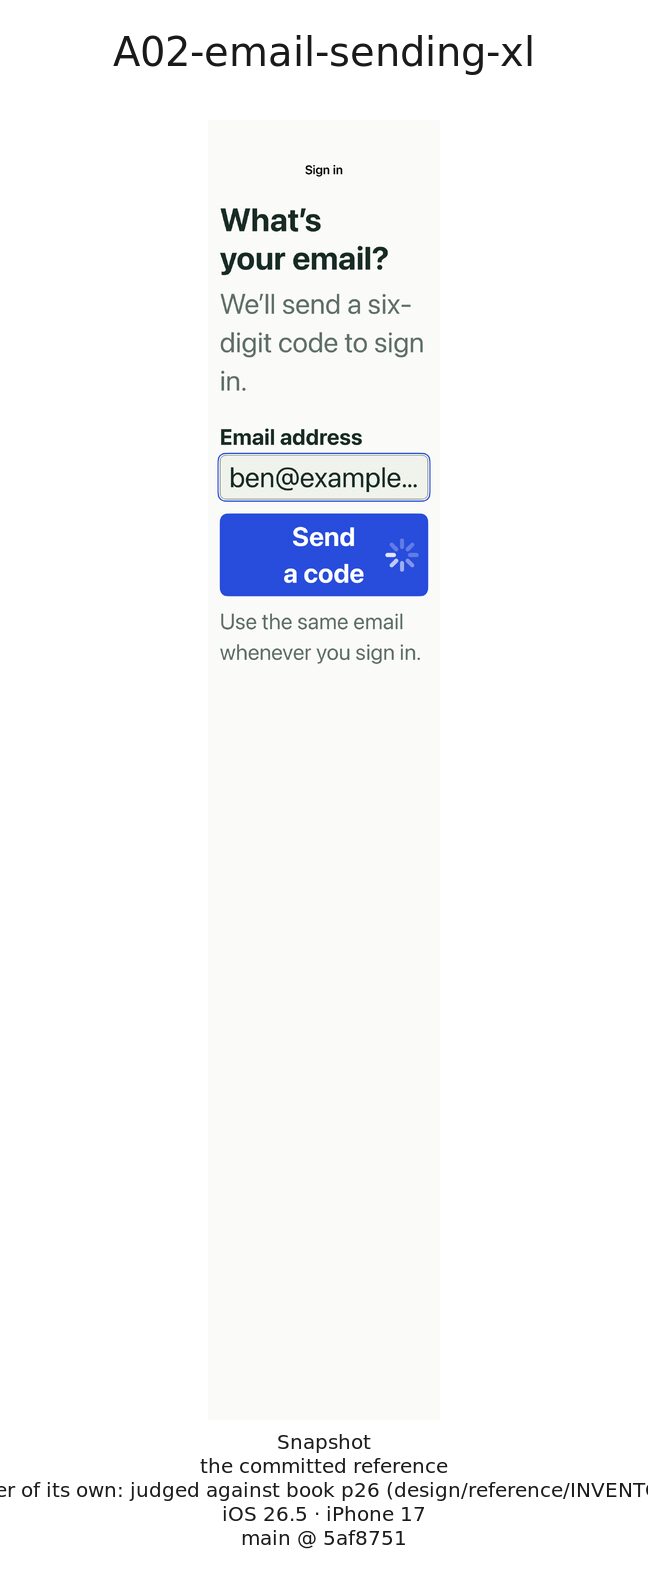 A02-email-sending-xl
Sign in
What’s
your email?
We’ll send a six-
digit code to sign
in.
Email address
ben@example...
Send
a code
Use the same email
whenever you sign in.
Snapshot
the committed reference
of its own: judged against book p26 (design/reference/
iOS 26.5 · iPhone 17
main @ 5af8751